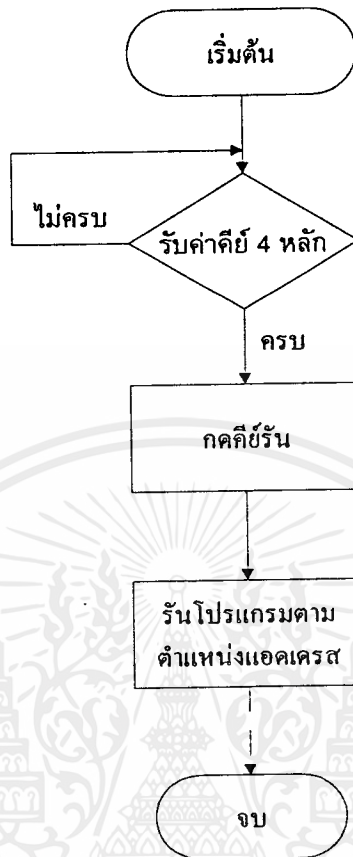 เริ่มต้น
ไม่ครบ
รับค่าคีย์ 4 หลัก
ครบ
กดคีย์รัน
รันโปรแกรมตาม
ตำแหน่งแอดเดรส
จบ